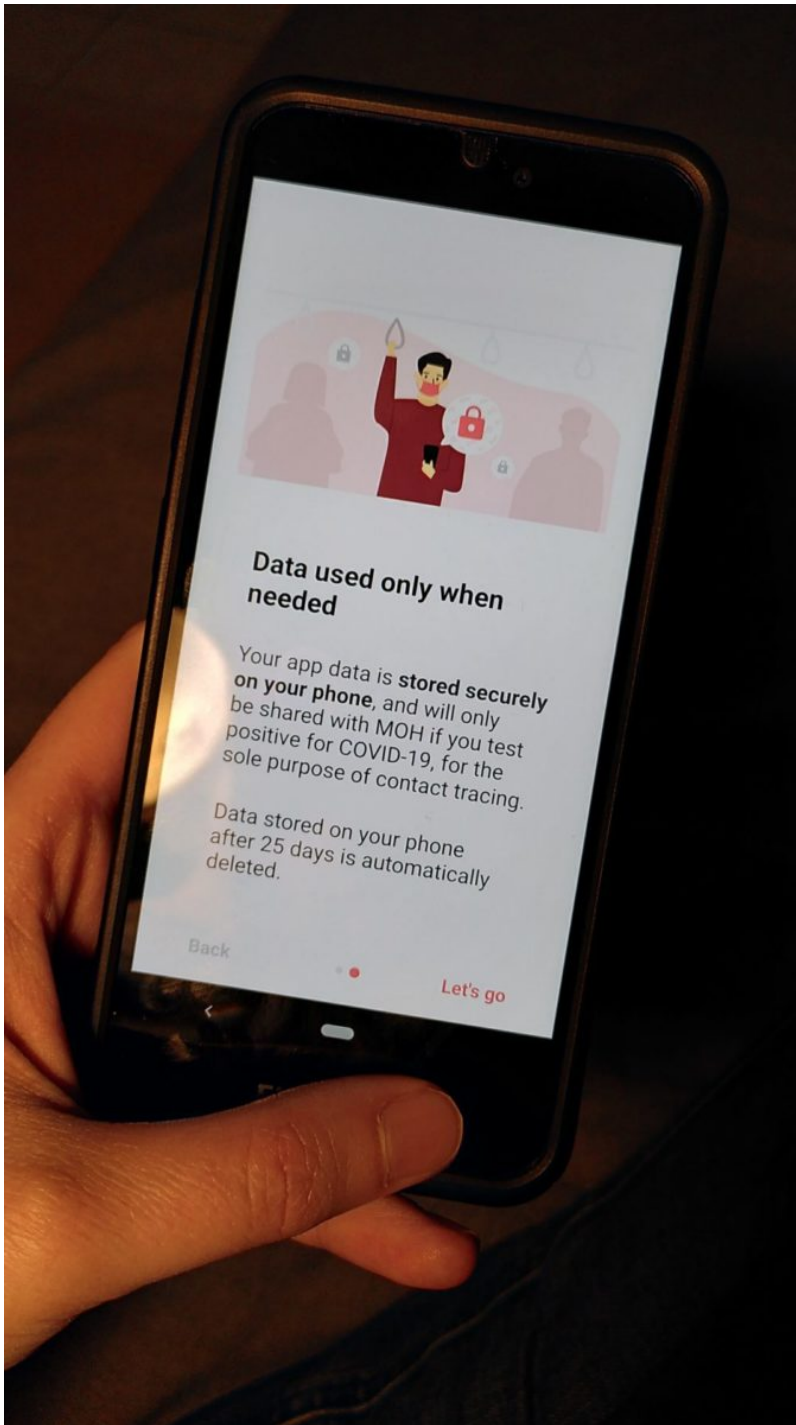 Data used only when
needed
Your app data is stored securely
on your phone, and will only
be shared with MOH if you test
positive for COVID-19, for the
sole purpose of contact tracing.
Data stored on your phone
after 25 days is automatically
deleted.
Back
Let's go